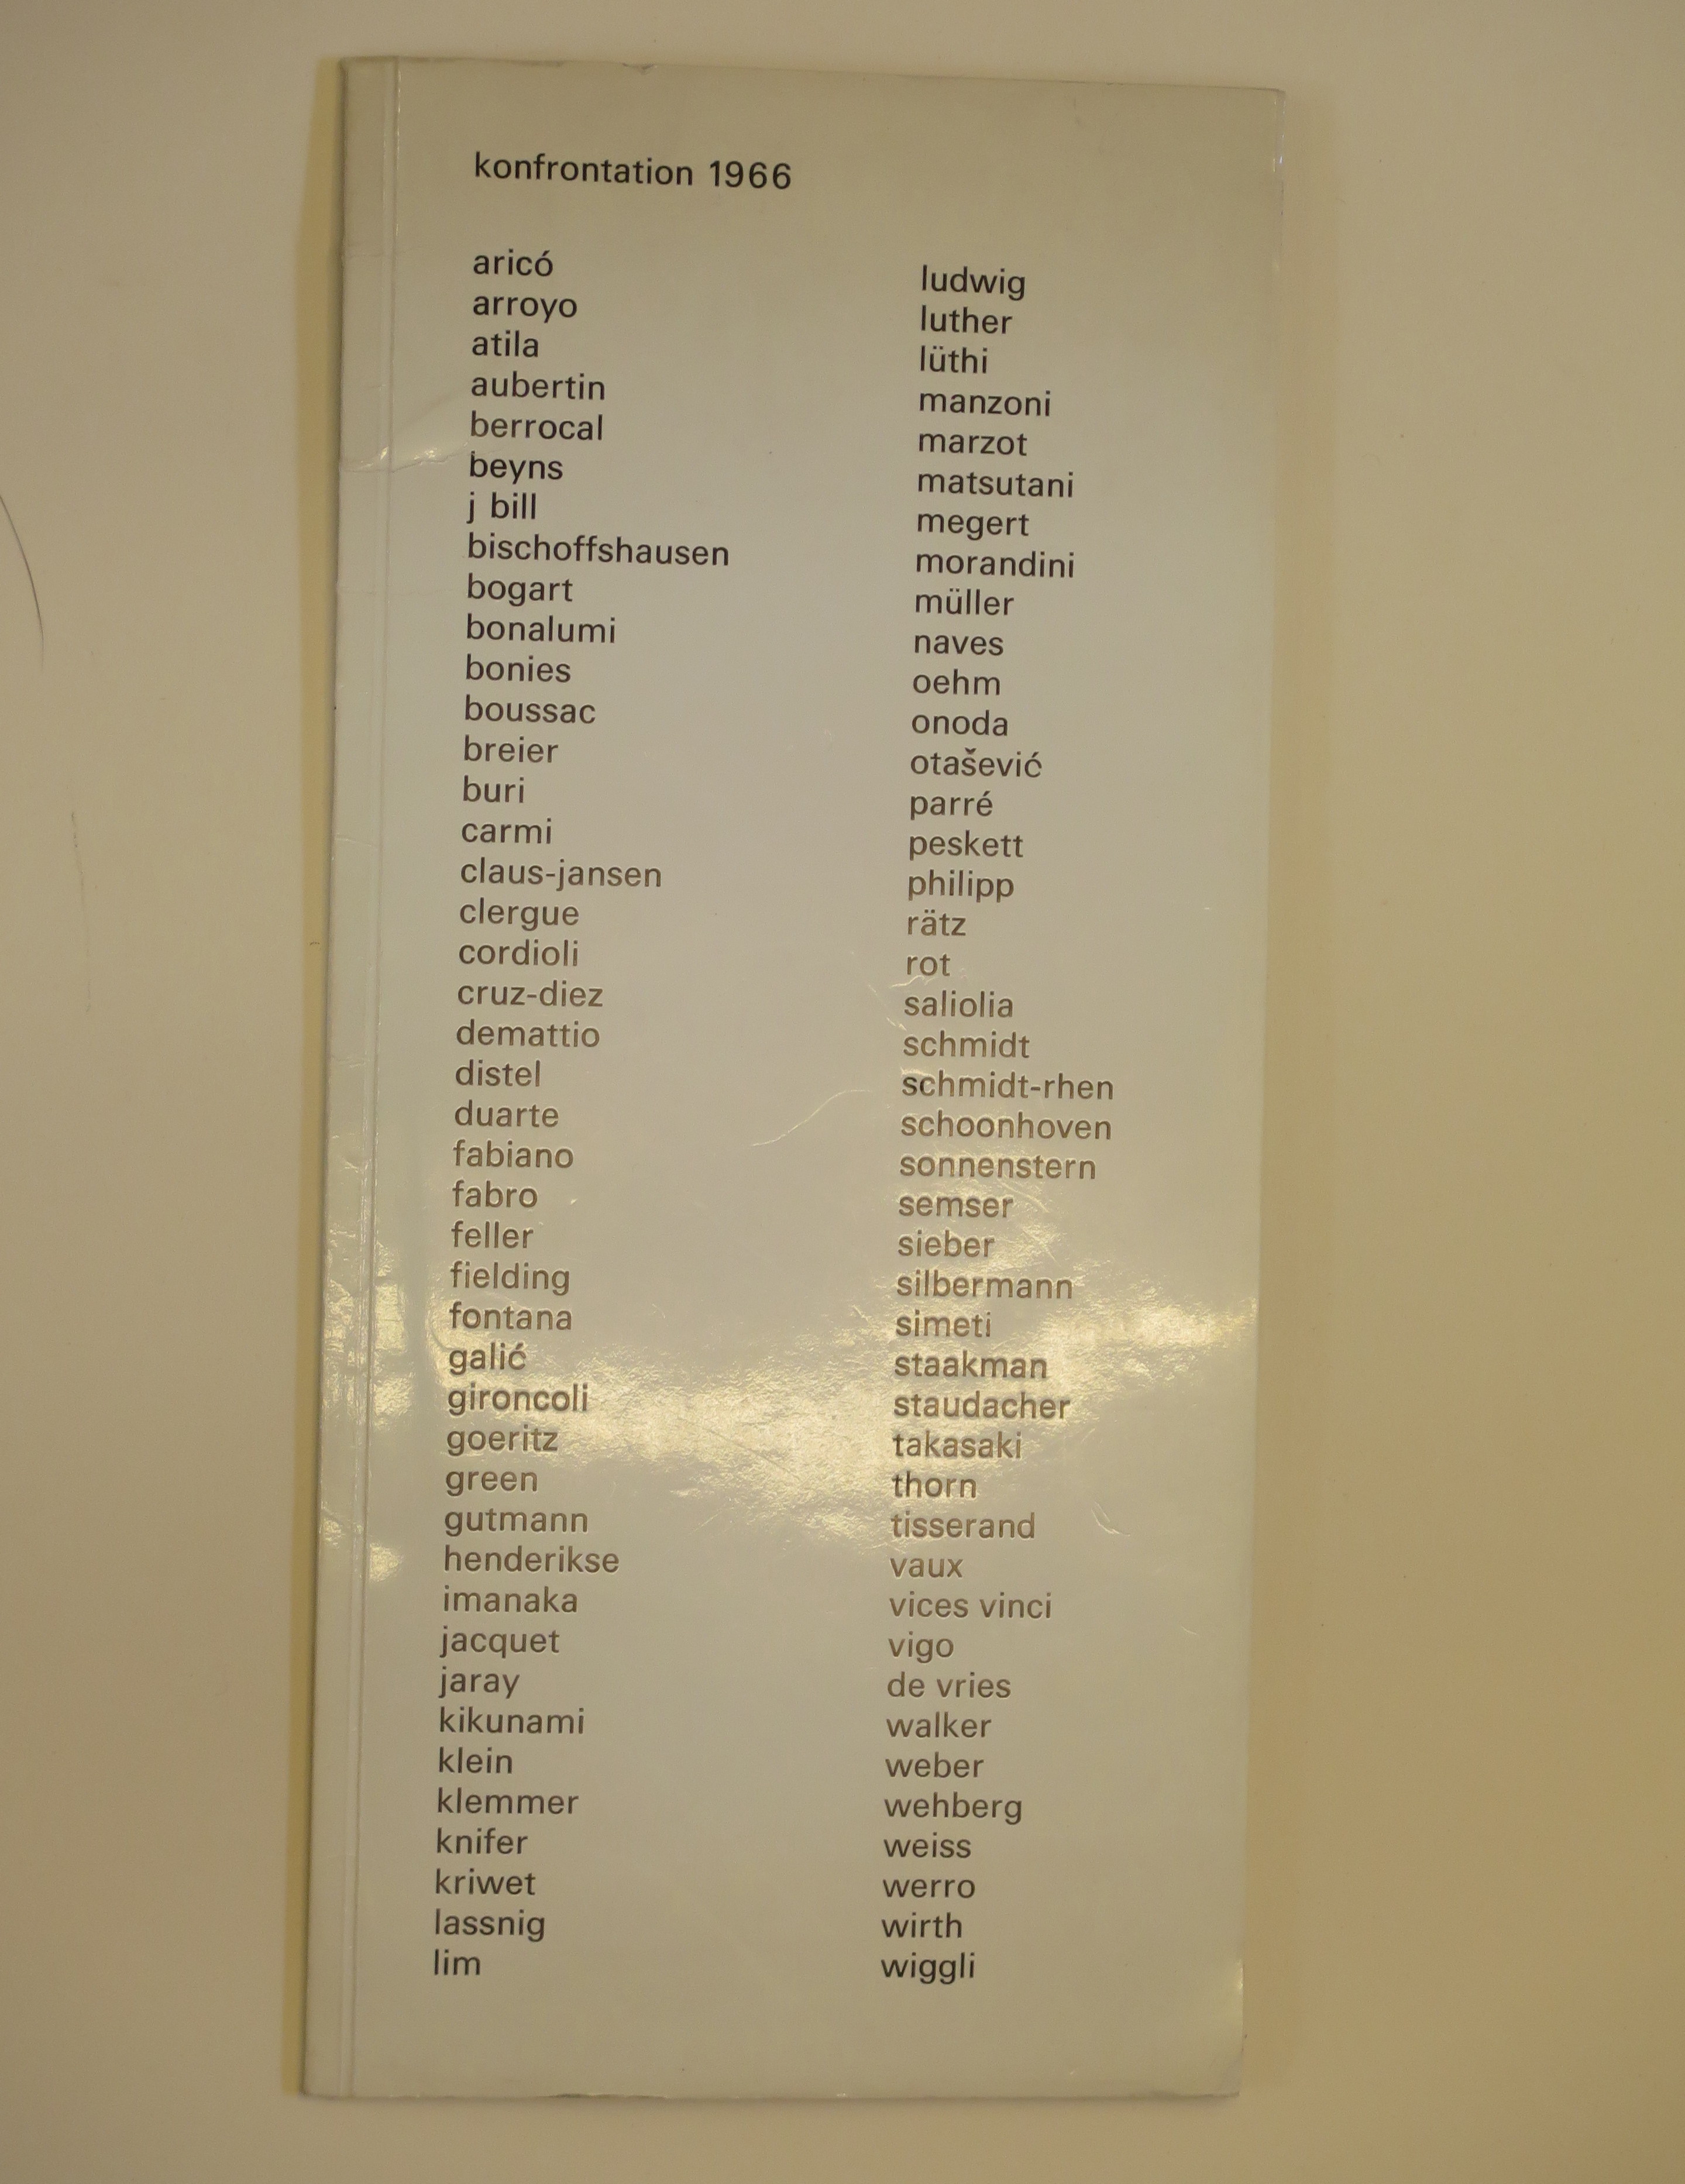 konfrontation 1966
aricó
arroyo
atila
aubertin
berrocal
beyns
j bill
bischoffshausen
bogart
bonalumi
bonies
boussac
breier
buri
carmi
claus-jansen
clergue
cordioli
cruz-diez
demattio
distel
duarte
fabiano
fabro
feller
fielding
fontana
galić
gironcoli
goeritz
green
gutmann
henderikse
imanaka
jacquet
jaray
kikunami
klein
klemmer
knifer
kriwet
lassnig
lim
ludwig
luther
lüthi
manzoni
marzot
matsutani
megert
morandini
müller
naves
oehm
onoda
otašević
parré
peskett
philipp
rätz
rot
saliolia
schmidt
schmidt-rhen
schoonhoven
sonnenstern
semser
sieber
silbermann
simeti
staakman
staudacher
takasaki
thorn
tisserand
vaux
vices vinci
vigo
de vries
walker
weber
wehberg
weiss
werro
wirth
wiggli